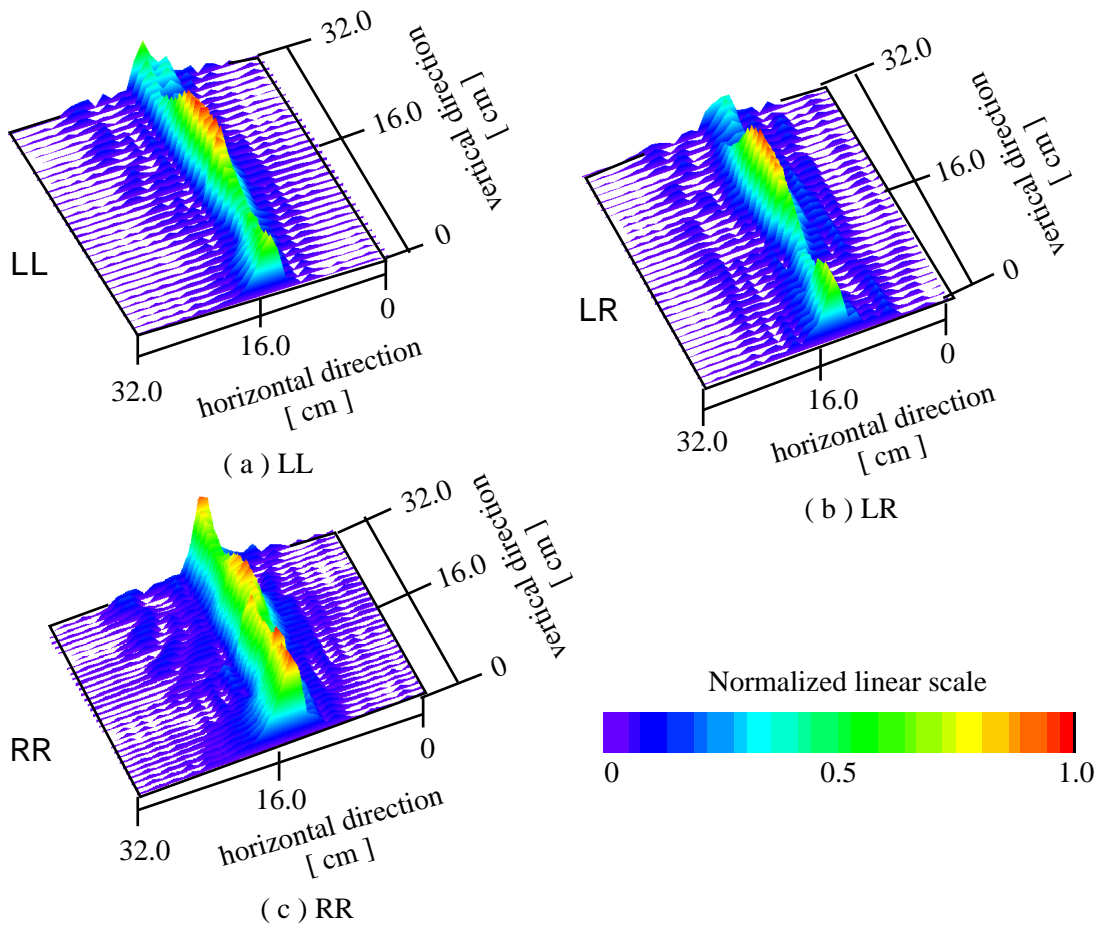 32.0
16.0
0
vertical direction
[ cm ]
LL
0
16.0
32.0
horizontal direction
[ cm ]
( a ) LL
32.0
16.0
0
vertical direction
[ cm ]
LR
0
16.0
32.0
horizontal direction
[ cm ]
( b ) LR
32.0
16.0
0
vertical direction
[ cm ]
RR
0
16.0
32.0
horizontal direction
[ cm ]
( c ) RR
Normalized linear scale
0 0.5 1.0